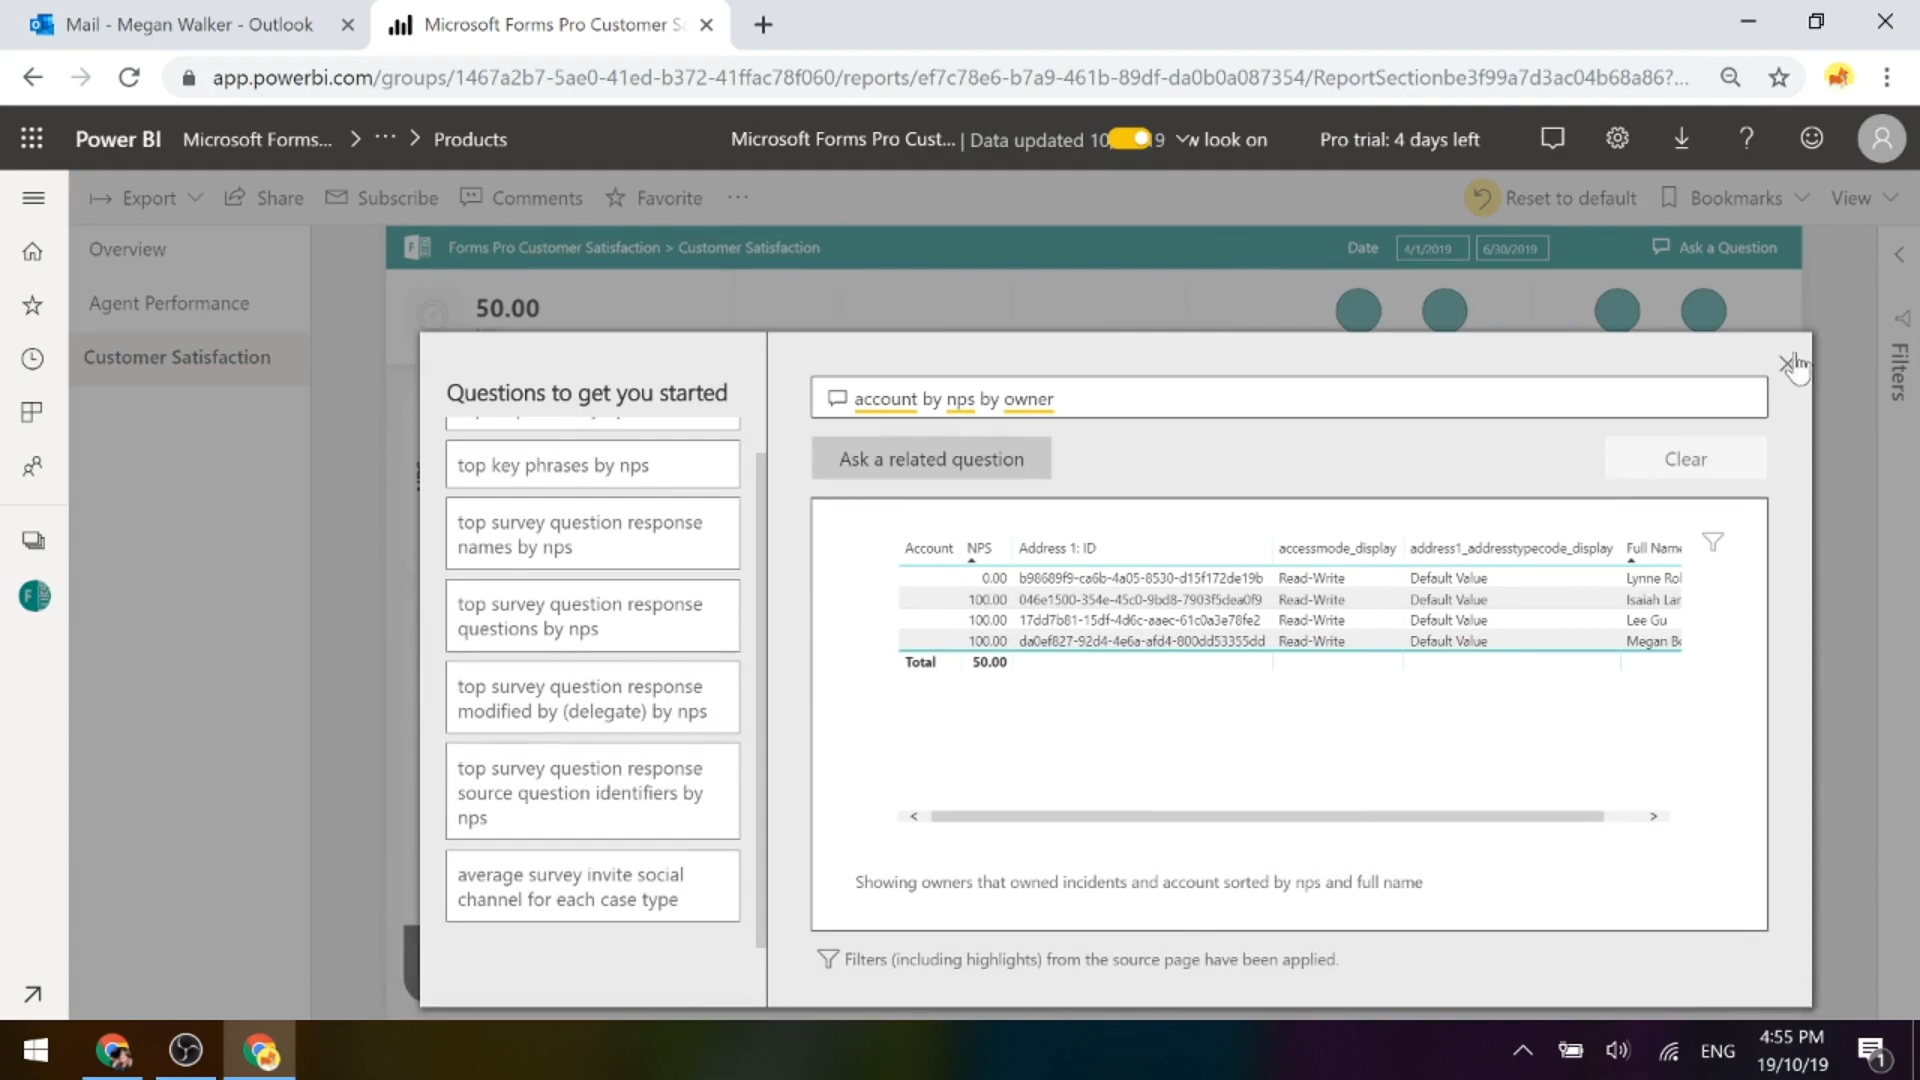 Mail - Megan Walker - Outlook
Microsoft Forms Pro Customer Sa
app.powerbi.com/groups/1467a2b7-5ae0-41ed-b372-41ffac78f060/reports/ef7c78e6-b7a9-461b-89df-da0b0a087354/ReportSectionbe3f99a7d3ac04b68a86?...
Power BI Microsoft Forms... > ... > Products
Microsoft Forms Pro Cust... | Data updated 10 9 w look on
Pro trial: 4 days left
Export Share Subscribe Comments Favorite ...
Reset to default Bookmarks View
Overview
Agent Performance
Customer Satisfaction
Forms Pro Customer Satisfaction > Customer Satisfaction
Date 4/1/2019 6/30/2019 Ask a Question
50.00
Filters
Questions to get you started
top key phrases by nps
top survey question response
names by nps
top survey question response
questions by nps
top survey question response
modified by (delegate) by nps
top survey question response
source question identifiers by
nps
average survey invite social
channel for each case type
account by nps by owner
Ask a related question
Clear
Account NPS Address 1: ID accessmode_display address1_addresstypecode_display Full Name
0.00 b98689f9-ca6b-4a05-8530-d15f172de19b Read-Write Default Value Lynne Rol
100.00 046e1500-354e-45c0-9bd8-7903f5dea0f9 Read-Write Default Value Isaiah Lar
100.00 17dd7b81-15df-4d6c-aaec-61c0a3e78fe2 Read-Write Default Value Lee Gu
100.00 da0ef827-92d4-4e6a-afd4-800dd53355dd Read-Write Default Value Megan Bo
Total 50.00
Showing owners that owned incidents and account sorted by nps and full name
Filters (including highlights) from the source page have been applied.
ENG
4:55 PM
19/10/19
1